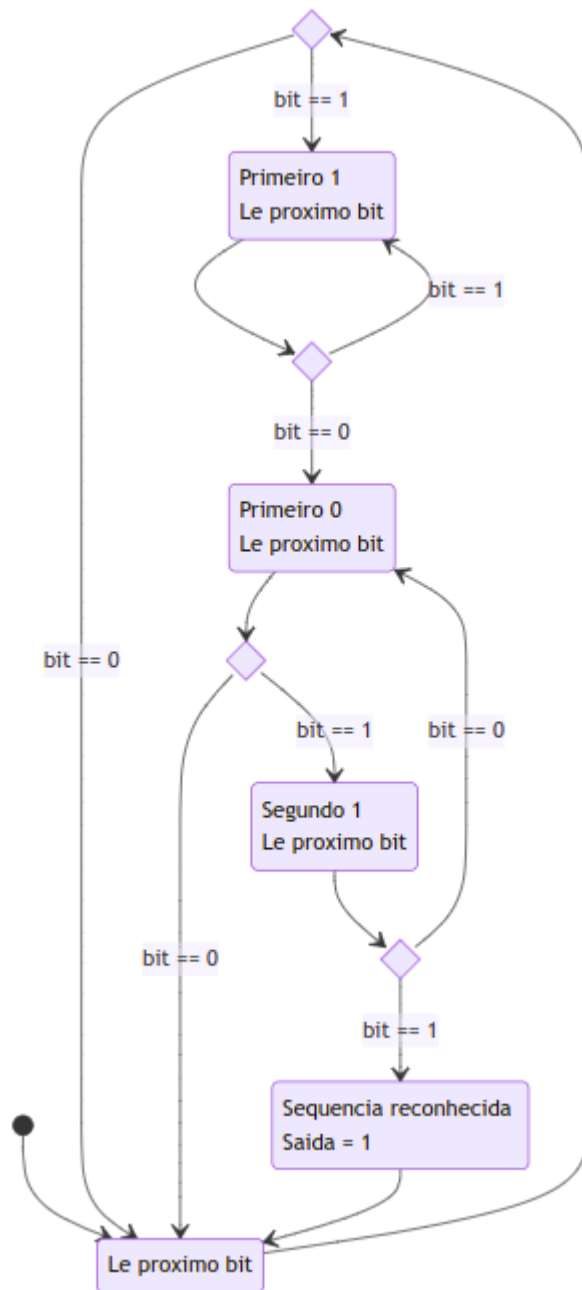 bit == 1
Primeiro 1
Le proximo bit
bit == 1
bit == 0
Primeiro 0
Le proximo bit
bit == 0
bit == 1
bit == 0
Segundo 1
Le proximo bit
bit == 0
bit == 1
Sequencia reconhecida
Saida = 1
Le proximo bit